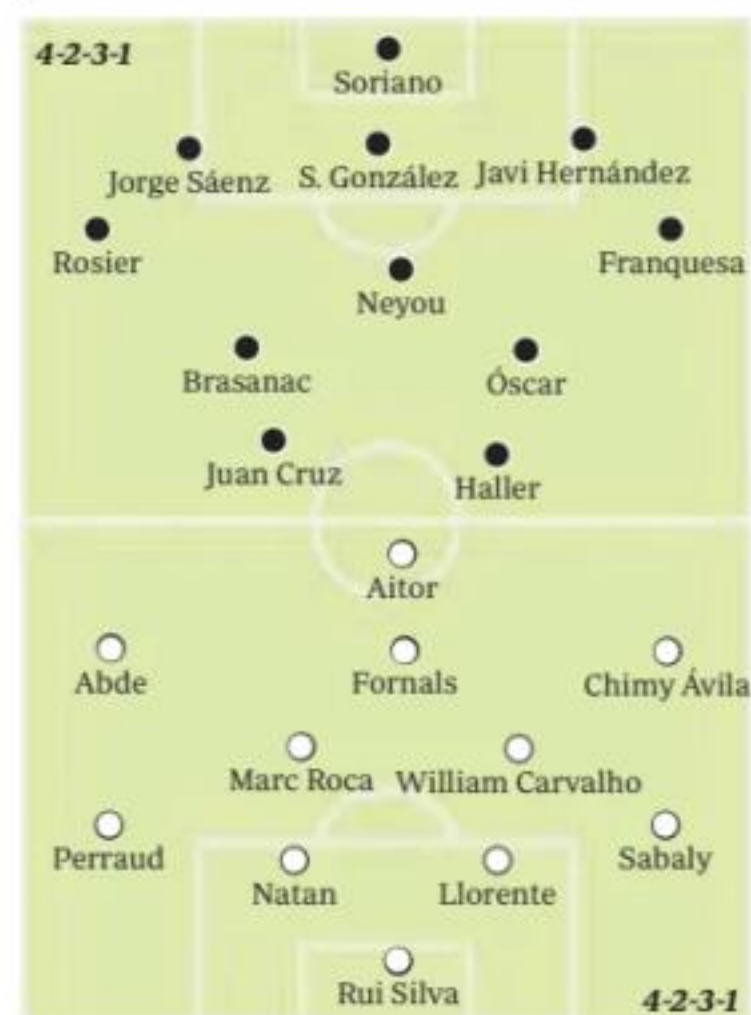 4-2-3-1
Soriano
Jorge Sáenz S. González Javi Hernández
Rosier Franquesa
Neyou
Brasanac Óscar
Juan Cruz Haller
Aitor
Abde Fornals Chimy Ávila
Marc Roca William Carvalho
Perraud Sabaly
Natan Llorente
Rui Silva
4-2-3-1